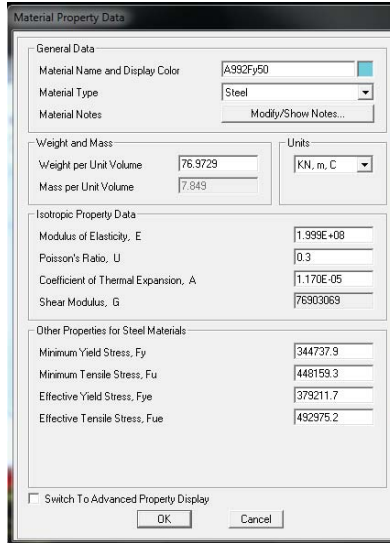 Material Property Data
General Data
Material Name and Display Color A992Fy50
Material Type Steel
Material Notes Modify/Show Notes...
Weight and Mass Units
Weight per Unit Volume 76.9729 KN, m, C
Mass per Unit Volume 7.849
Isotropic Property Data
Modulus of Elasticity, E 1.999E+08
Poisson's Ratio, U 0.3
Coefficient of Thermal Expansion, A 1.170E-05
Shear Modulus, G 76903069
Other Properties for Steel Materials
Minimum Yield Stress, Fy 344737.9
Minimum Tensile Stress, Fu 448159.3
Effective Yield Stress, Fye 379211.7
Effective Tensile Stress, Fue 492975.2
Switch To Advanced Property Display
OK Cancel